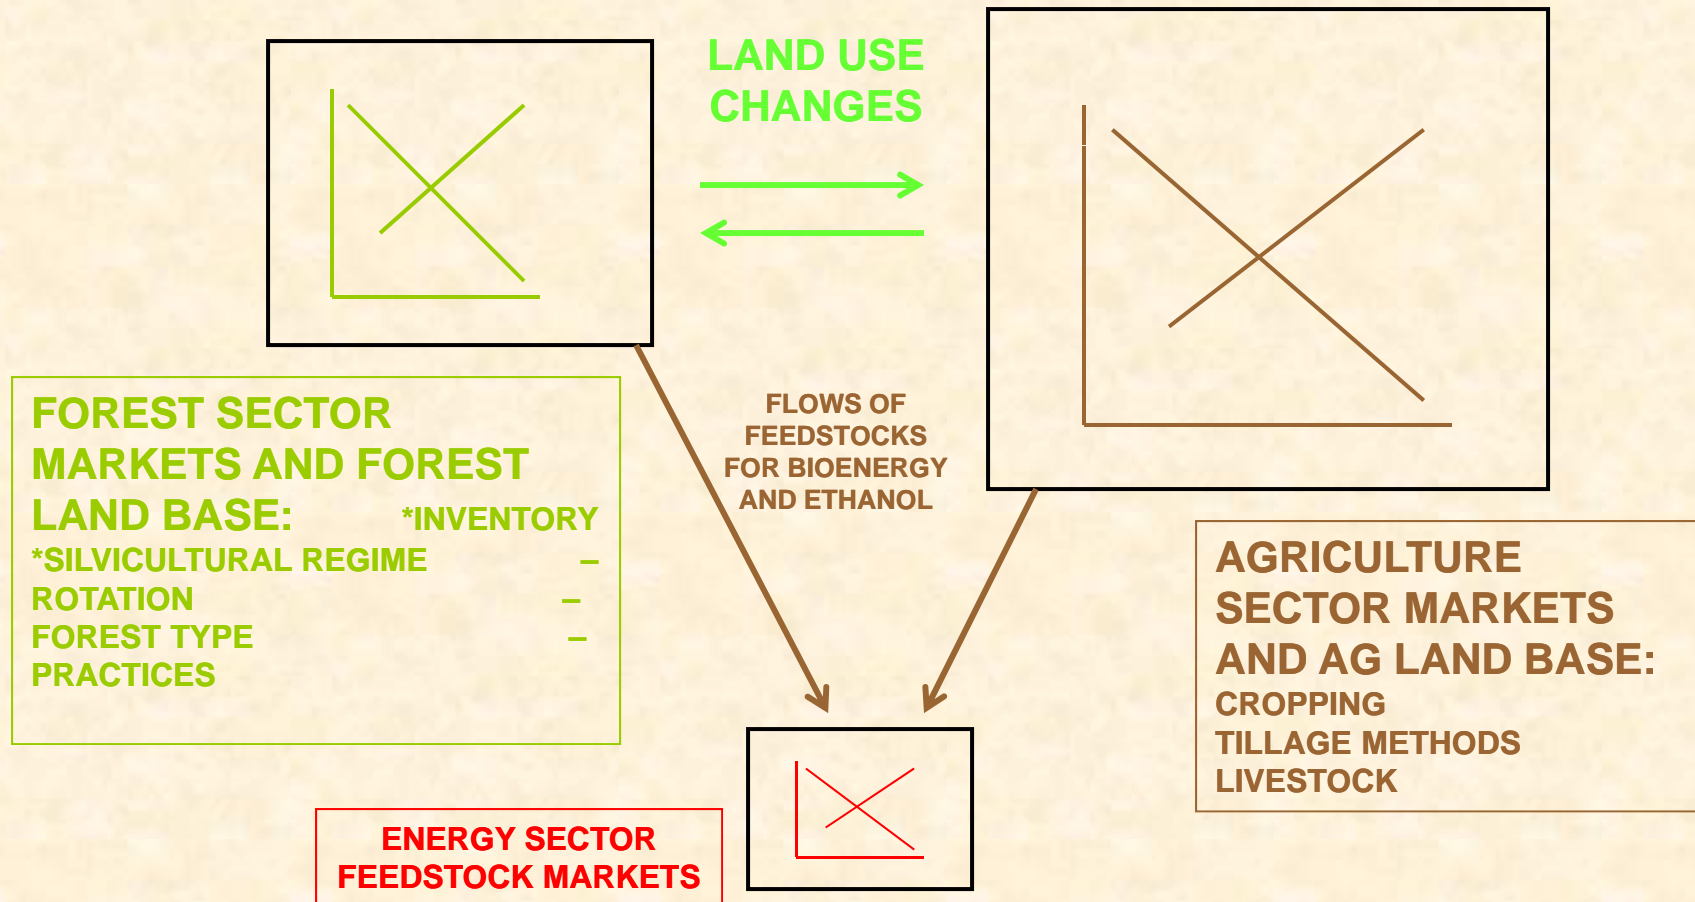 LAND USE
CHANGES
FLOWS OF
FEEDSTOCKS
FOR BIOENERGY
AND ETHANOL
FOREST SECTOR
MARKETS AND FOREST
LAND BASE: *INVENTORY
*SILVICULTURAL REGIME –
ROTATION –
FOREST TYPE –
PRACTICES
AGRICULTURE
SECTOR MARKETS
AND AG LAND BASE:
CROPPING
TILLAGE METHODS
LIVESTOCK
ENERGY SECTOR
FEEDSTOCK MARKETS